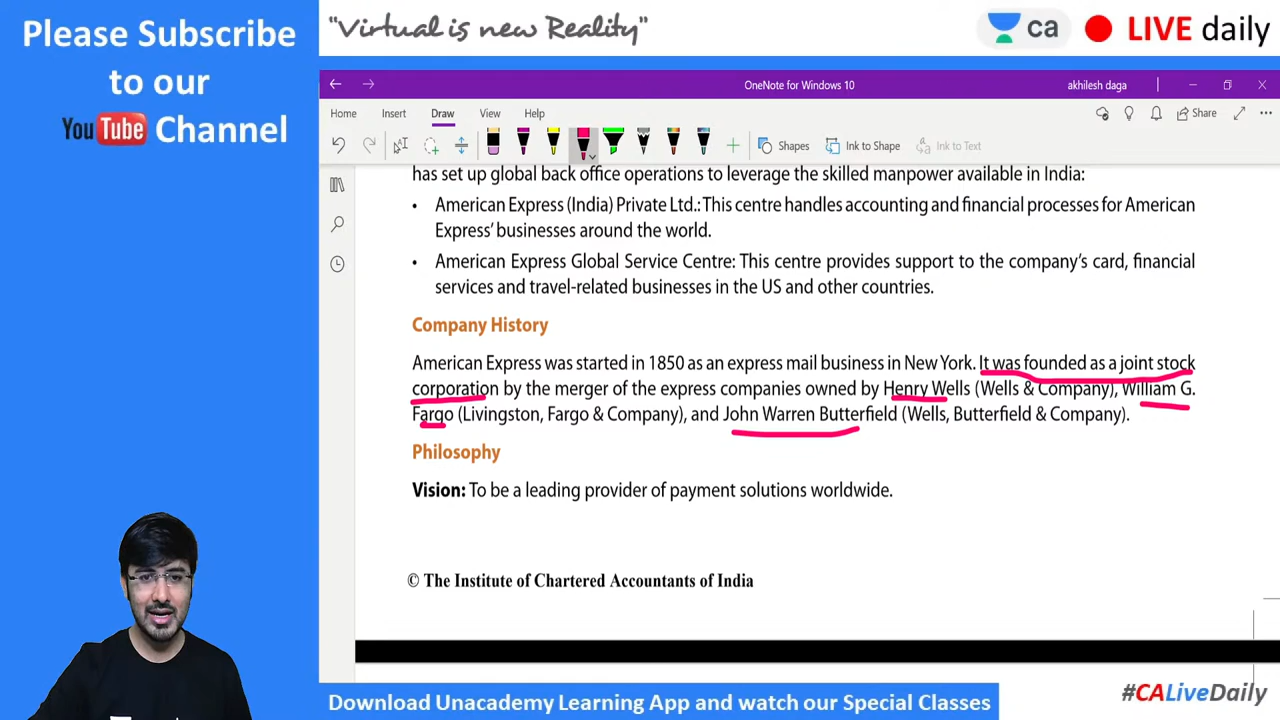 Please Subscribe
to our
YouTube Channel
"Virtual is new Reality"
ca
LIVE daily
OneNote for Windows 10
akhilesh daga
Home Insert Draw View Help
Share
Shapes
Ink to Shape
Ink to Text
has set up global back office operations to leverage the skilled manpower available in India:
• American Express (India) Private Ltd.: This centre handles accounting and financial processes for American
Express' businesses around the world.
• American Express Global Service Centre: This centre provides support to the company's card, financial
services and travel-related businesses in the US and other countries.
Company History
American Express was started in 1850 as an express mail business in New York. It was founded as a joint stock
corporation by the merger of the express companies owned by Henry Wells (Wells & Company), William G.
Fargo (Livingston, Fargo & Company), and John Warren Butterfield (Wells, Butterfield & Company).
Philosophy
Vision: To be a leading provider of payment solutions worldwide.
© The Institute of Chartered Accountants of India
Download Unacademy Learning App and watch our Special Classes
#CALiveDaily